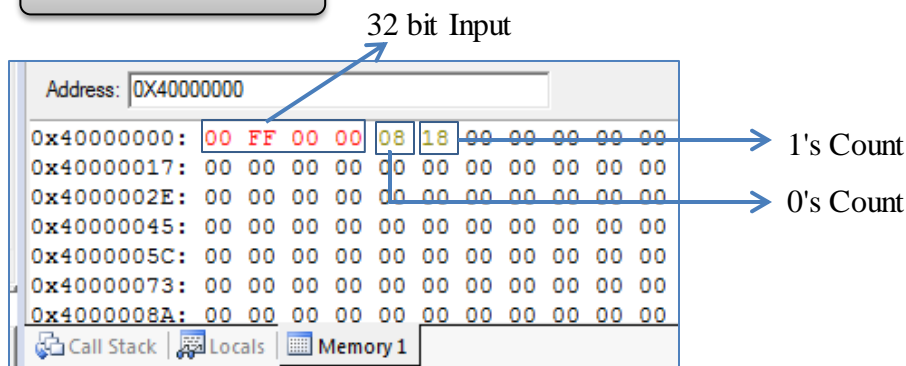 32 bit Input
Address: 0X40000000
0x40000000: 00 FF 00 00 08 18 00 00 00 00 00
1's Count
0x40000017: 00 00 00 00 00 00 00 00 00 00 00
0x4000002E: 00 00 00 00 00 00 00 00 00 00 00
0's Count
0x40000045: 00 00 00 00 00 00 00 00 00 00 00
0x4000005C: 00 00 00 00 00 00 00 00 00 00 00
0x40000073: 00 00 00 00 00 00 00 00 00 00 00
0x4000008A: 00 00 00 00 00 00 00 00 00 00 00
Call Stack Locals Memory 1